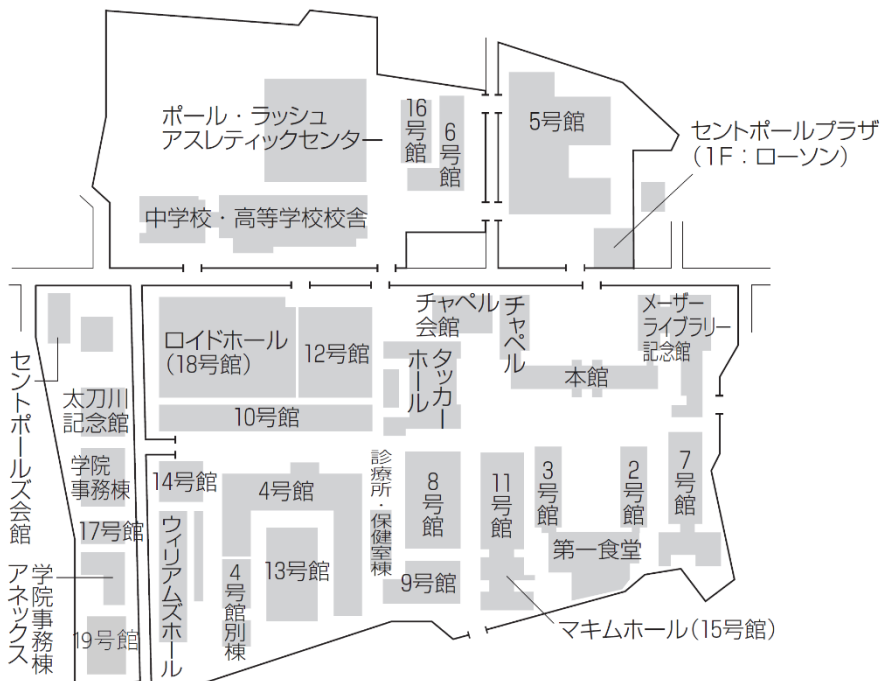 ポール・ラッシュ
アスレティックセンター
16号館
6号館
5号館
セントポールプラザ
(1F:ローソン)
中学校・高等学校校舎
セントポールズ会館
太刀川
記念館
学院
事務棟
17号館
学院事務棟
アネックス
19号館
ロイドホール
(18号館)
12号館
10号館
チャペル
会館
チャペル
タッカー
ホール
メーザー
ライブラリー
記念館
本館
14号館
ウィリアムズホール
4号館
4号館別棟
13号館
診療所・保健室棟
8号館
9号館
11号館
3号館
2号館
7号館
第一食堂
マキムホール(15号館)